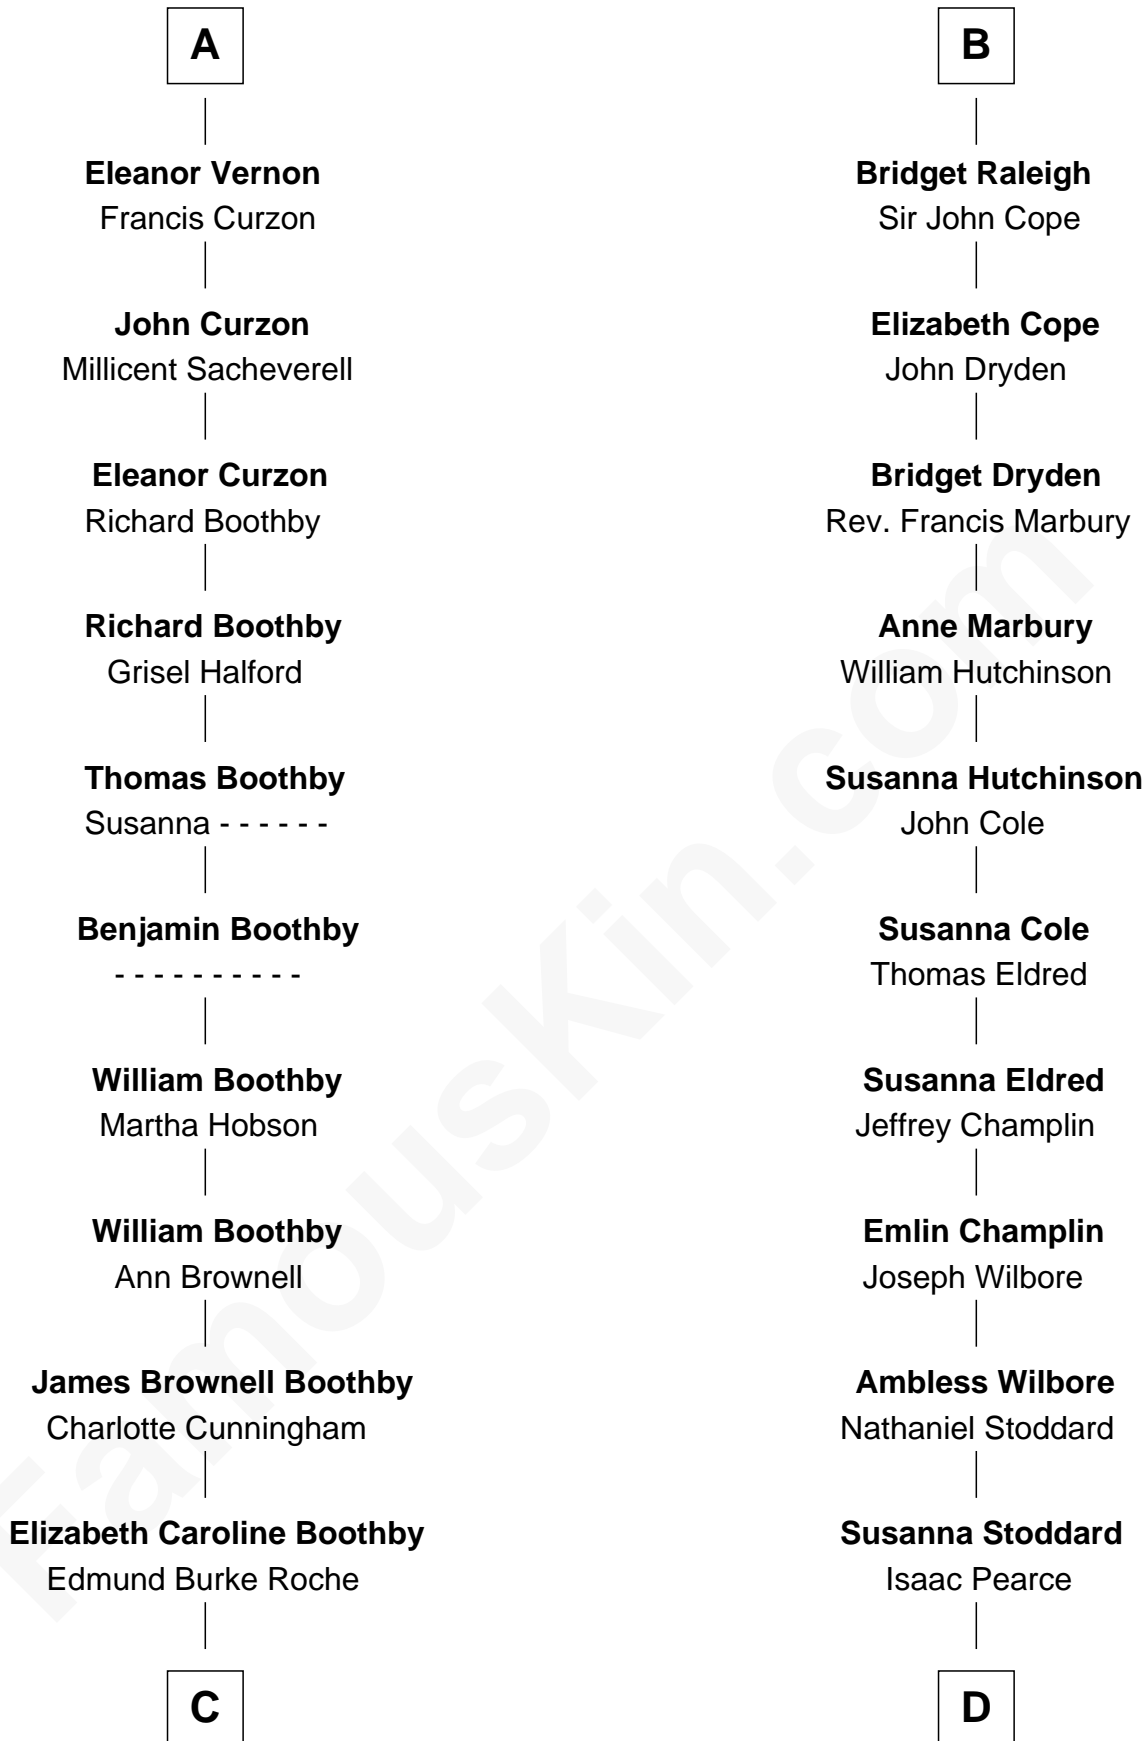 A
Eleanor Vernon
Francis Curzon
John Curzon
Millicent Sacheverell
Eleanor Curzon
Richard Boothby
Richard Boothby
Grisel Halford
Thomas Boothby
Susanna - - - - - -
Benjamin Boothby
- - - - - - - - - -
William Boothby
Martha Hobson
William Boothby
Ann Brownell
James Brownell Boothby
Charlotte Cunningham
Elizabeth Caroline Boothby
Edmund Burke Roche
C
B
Bridget Raleigh
Sir John Cope
Elizabeth Cope
John Dryden
Bridget Dryden
Rev. Francis Marbury
Anne Marbury
William Hutchinson
Susanna Hutchinson
John Cole
Susanna Cole
Thomas Eldred
Susanna Eldred
Jeffrey Champlin
Emlin Champlin
Joseph Wilbore
Ambless Wilbore
Nathaniel Stoddard
Susanna Stoddard
Isaac Pearce
D
FamousKin.com